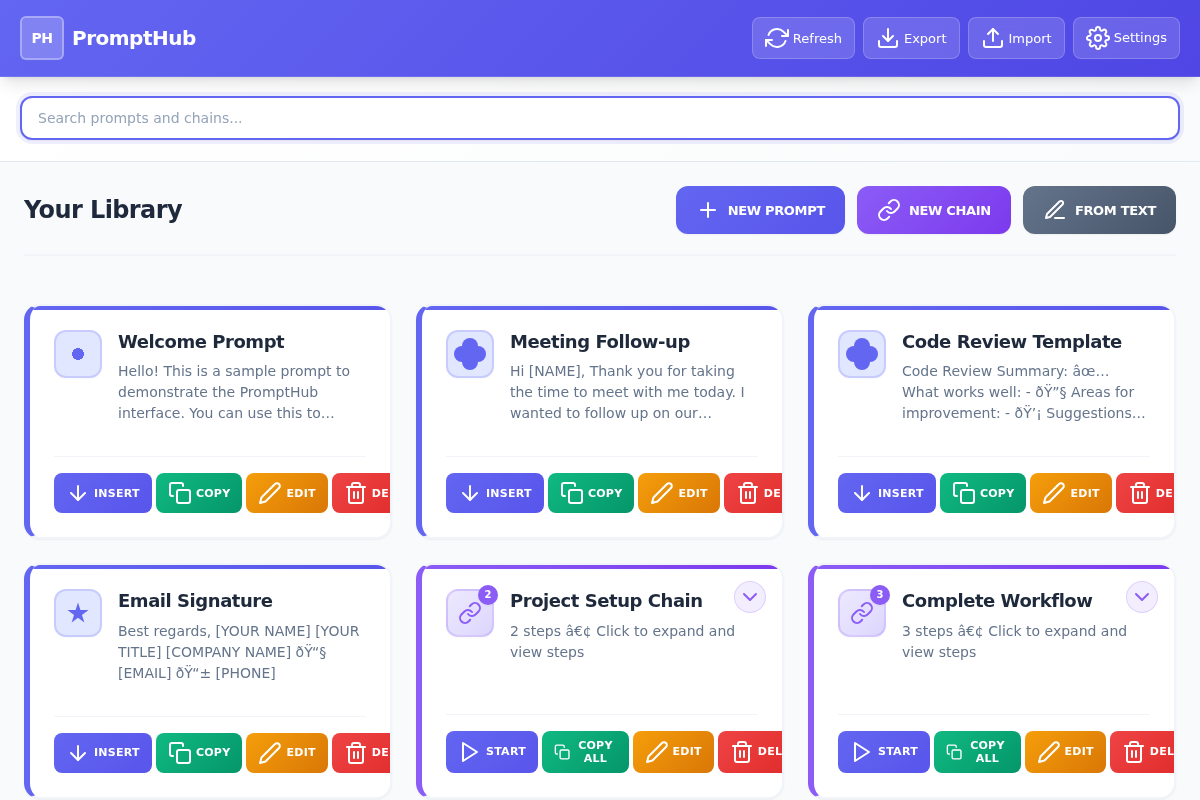 PH PromptHub Refresh Export Import Settings
Search prompts and chains...
Your Library NEW PROMPT NEW CHAIN FROM TEXT
Welcome Prompt
Hello! This is a sample prompt to
demonstrate the PromptHub
interface. You can use this to…
INSERT COPY EDIT DE
Meeting Follow-up
Hi [NAME], Thank you for taking
the time to meet with me today. I
wanted to follow up on our…
INSERT COPY EDIT DE
Code Review Template
Code Review Summary: âœ…
What works well: - ðŸ”§ Areas for
improvement: - ðŸ’¡ Suggestions…
INSERT COPY EDIT DE
Email Signature
Best regards, [YOUR NAME] [YOUR
TITLE] [COMPANY NAME] ðŸ“§
[EMAIL] ðŸ“± [PHONE]
INSERT COPY EDIT DE
2
Project Setup Chain
2 steps â€¢ Click to expand and
view steps
START COPY ALL EDIT DEL
3
Complete Workflow
3 steps â€¢ Click to expand and
view steps
START COPY ALL EDIT DEL